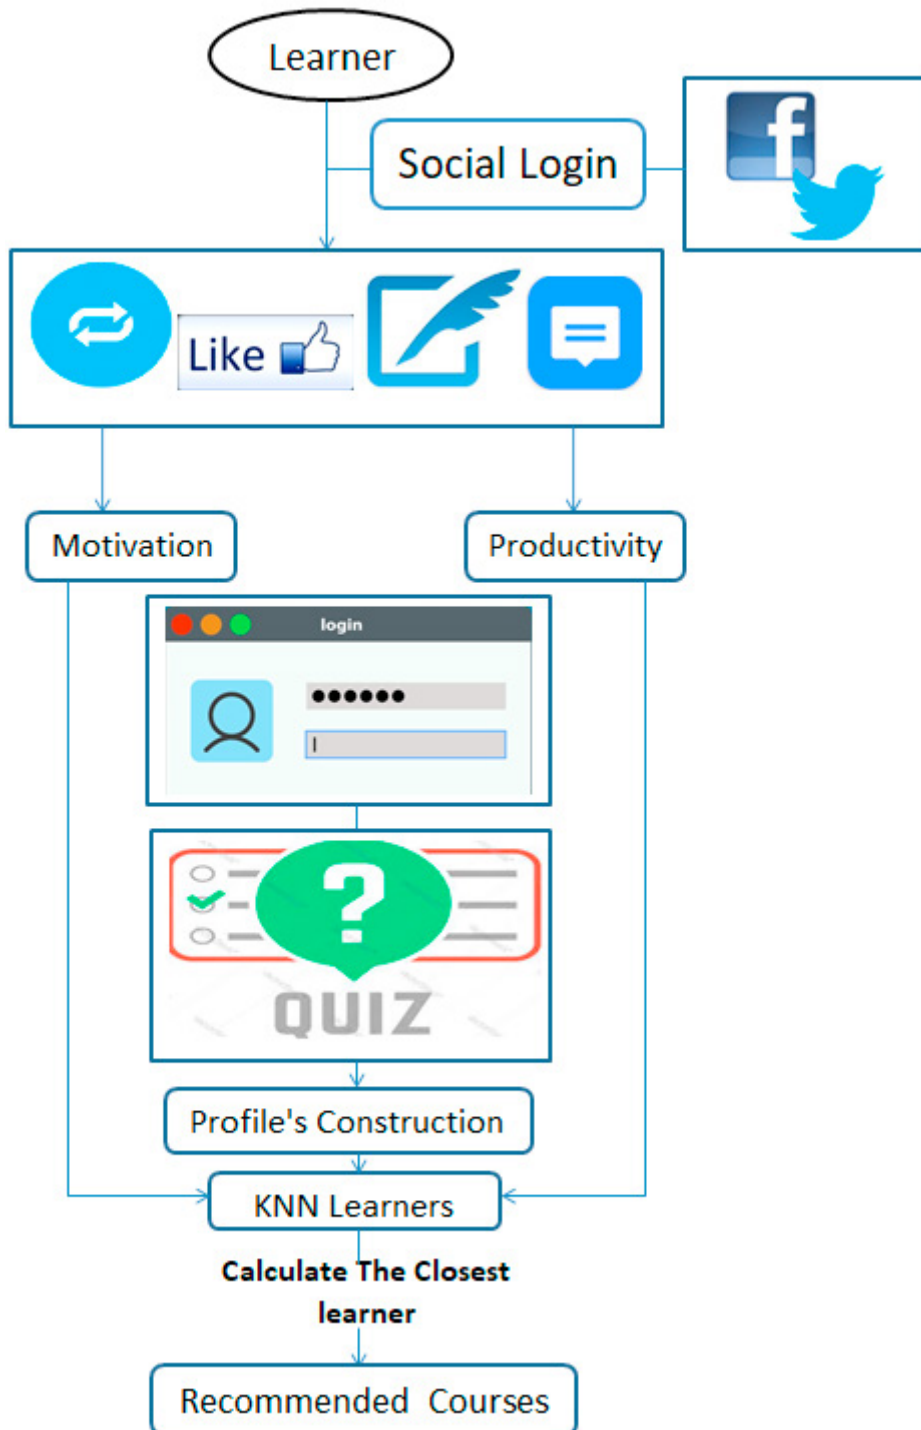 Learner
Social Login
f
Like
Motivation
Productivity
login
?
QUIZ
Profile's Construction
KNN Learners
Calculate The Closest
learner
Recommended Courses